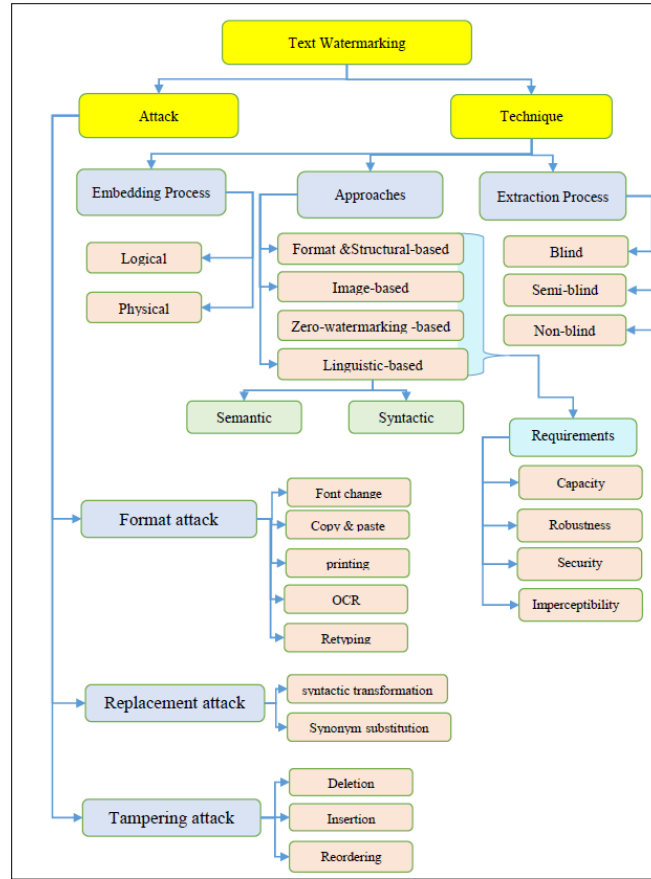 Text Watermarking
Attack
Technique
Embedding Process
Approaches
Extraction Process
Logical
Physical
Format &Structural-based
Image-based
Zero-watermarking -based
Linguistic-based
Blind
Semi-blind
Non-blind
Semantic
Syntactic
Requirements
Capacity
Robustness
Security
Imperceptibility
Format attack
Font change
Copy & paste
printing
OCR
Retyping
Replacement attack
syntactic transformation
Synonym substitution
Tampering attack
Deletion
Insertion
Reordering